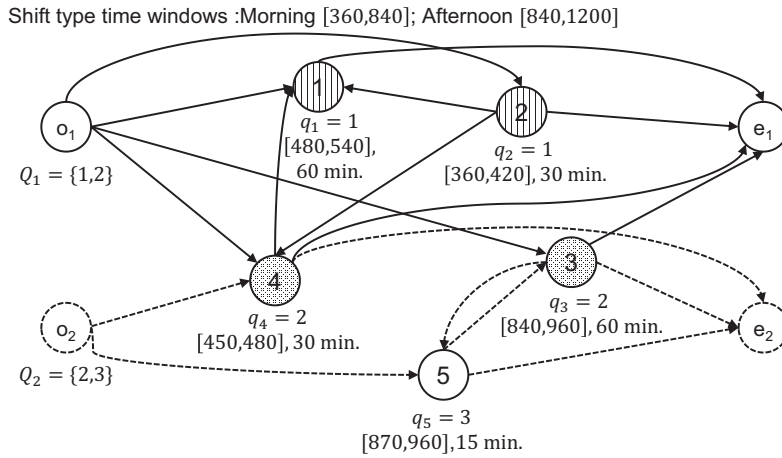 Shift type time windows :Morning [360,840]; Afternoon [840,1200]
1
2
o₁
e₁
q₁ = 1
[480,540],
60 min.
q₂ = 1
[360,420], 30 min.
Q₁ = {1,2}
4
3
q₄ = 2
[450,480], 30 min.
q₃ = 2
[840,960], 60 min.
o₂
e₂
Q₂ = {2,3}
5
q₅ = 3
[870,960], 15 min.